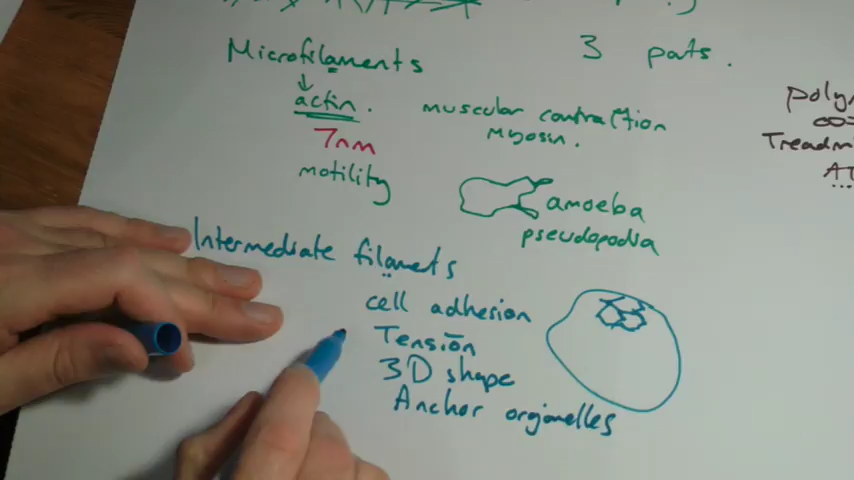 Microfilaments
3 parts.
actin.
muscular contraction
myosin.
7nm
motility
amoeba
pseudopodia
Treadm
AT
Intermediate filaments
cell adhesion
Tension
3D shape
Anchor organelles